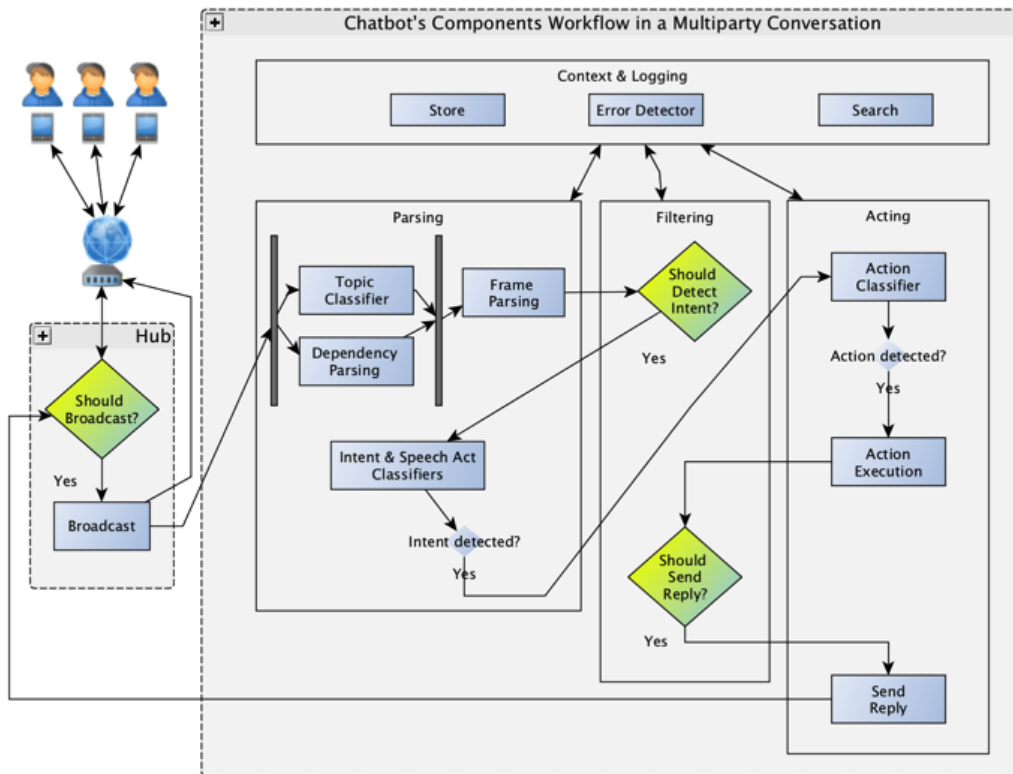 Chatbot's Components Workflow in a Multiparty Conversation
Context & Logging
Store
Error Detector
Search
Parsing
Filtering
Acting
Topic
Classifier
Frame
Parsing
Should
Detect
Intent?
Action
Classifier
Hub
Dependency
Parsing
Yes
Action detected?
Yes
Should
Broadcast?
Intent & Speech Act
Classifiers
Action
Execution
Yes
Broadcast
Intent detected?
Yes
Should
Send
Reply?
Yes
Send
Reply